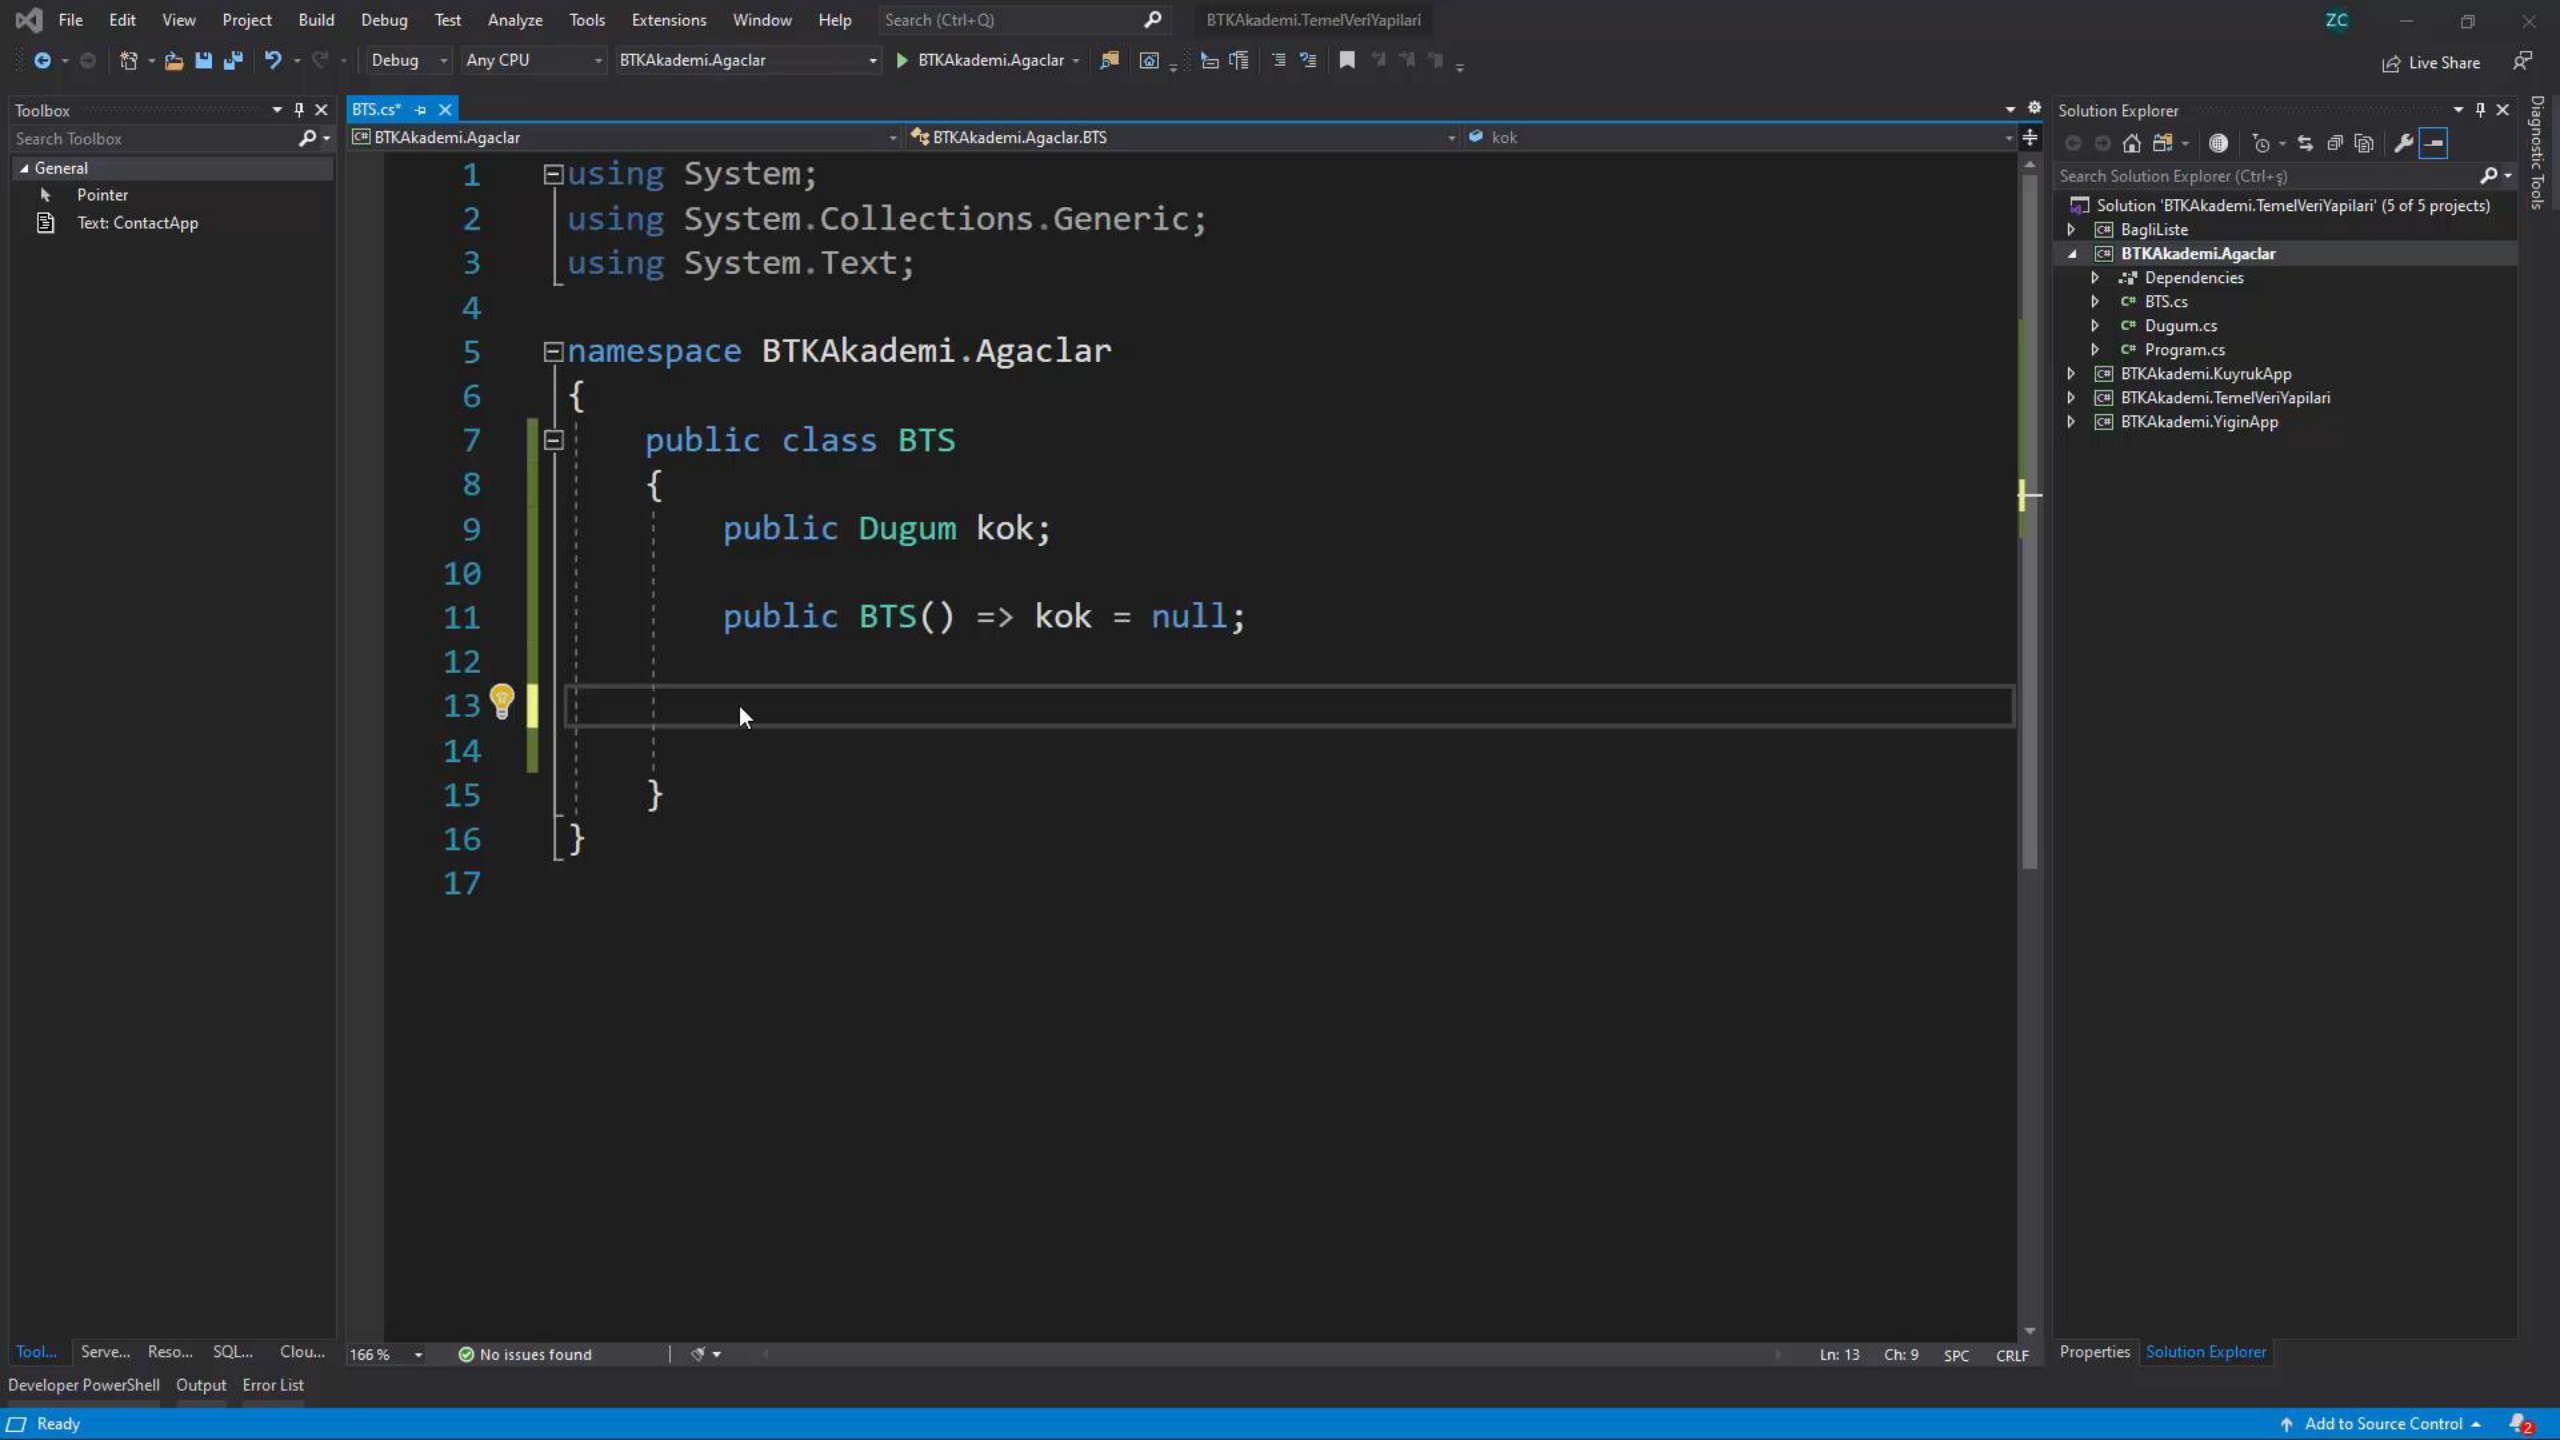 File Edit View Project Build Debug Test Analyze Tools Extensions Window Help Search (Ctrl+Q) BTKAkademi.TemelVeriYapilari ZC
Debug Any CPU BTKAkademi.Agaclar BTKAkademi.Agaclar Live Share
Toolbox
Search Toolbox
General
Pointer
Text: ContactApp
BTS.cs*
BTKAkademi.Agaclar BTKAkademi.Agaclar.BTS kok
1 using System;
2 using System.Collections.Generic;
3 using System.Text;
4
5 namespace BTKAkademi.Agaclar
6 {
7 public class BTS
8 {
9 public Dugum kok;
10
11 public BTS() => kok = null;
12
13
14
15 }
16 }
17
Solution Explorer
Search Solution Explorer (Ctrl+ş)
Solution 'BTKAkademi.TemelVeriYapilari' (5 of 5 projects)
BagliListe
BTKAkademi.Agaclar
Dependencies
C# BTS.cs
C# Dugum.cs
C# Program.cs
BTKAkademi.KuyrukApp
BTKAkademi.TemelVeriYapilari
BTKAkademi.YiginApp
Diagnostic Tools
Tool... Serve... Reso... SQL... Clou...
166 % No issues found Ln: 13 Ch: 9 SPC CRLF
Properties Solution Explorer
Developer PowerShell Output Error List
Ready Add to Source Control 2